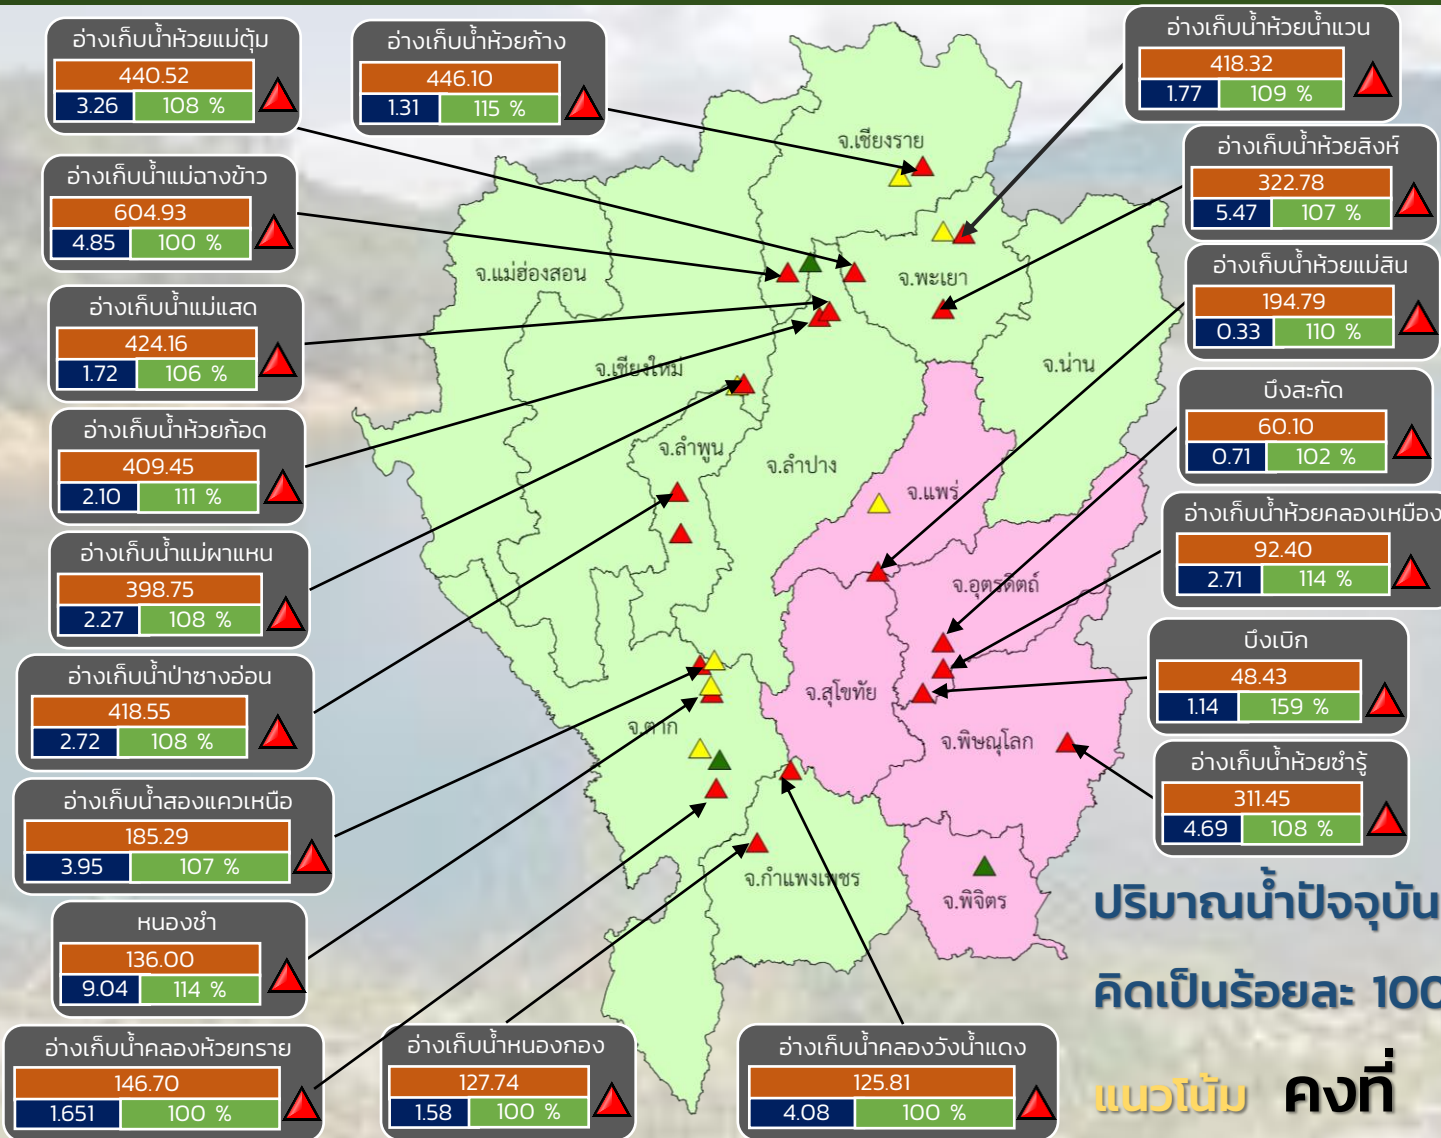 อ่างเก็บน้ำห้วยแม่ตุ้ม
440.52
3.26 108 %
อ่างเก็บน้ำห้วยก้าง
446.10
1.31 115 %
อ่างเก็บน้ำห้วยน้ำแวน
418.32
1.77 109 %
อ่างเก็บน้ำแม่ฉางข้าว
604.93
4.85 100 %
อ่างเก็บน้ำห้วยสิงห์
322.78
5.47 107 %
อ่างเก็บน้ำแม่แสด
424.16
1.72 106 %
อ่างเก็บน้ำห้วยแม่สิน
194.79
0.33 110 %
อ่างเก็บน้ำห้วยก้อด
409.45
2.10 111 %
บึงสะกัด
60.10
0.71 102 %
อ่างเก็บน้ำแม่ผาแหน
398.75
2.27 108 %
อ่างเก็บน้ำห้วยคลองเหมือง
92.40
2.71 114 %
อ่างเก็บน้ำป่าซางอ่อน
418.55
2.72 108 %
บึงเบิก
48.43
1.14 159 %
อ่างเก็บน้ำสองแควเหนือ
185.29
3.95 107 %
อ่างเก็บน้ำห้วยซำรู้
311.45
4.69 108 %
หนองชำ
136.00
9.04 114 %
อ่างเก็บน้ำคลองห้วยทราย
146.70
1.651 100 %
อ่างเก็บน้ำหนองกอง
127.74
1.58 100 %
อ่างเก็บน้ำคลองวังน้ำแดง
125.81
4.08 100 %
จ.เชียงราย
จ.แม่ฮ่องสอน
จ.พะเยา
จ.เชียงใหม่
จ.น่าน
จ.ลำพูน
จ.ลำปาง
จ.แพร่
จ.อุตรดิตถ์
จ.สุโขทัย
จ.ตาก
จ.พิษณุโลก
จ.กำแพงเพชร
จ.พิจิตร
ปริมาณน้ำปัจจุบัน
คิดเป็นร้อยละ 100
แนวโน้ม คงที่